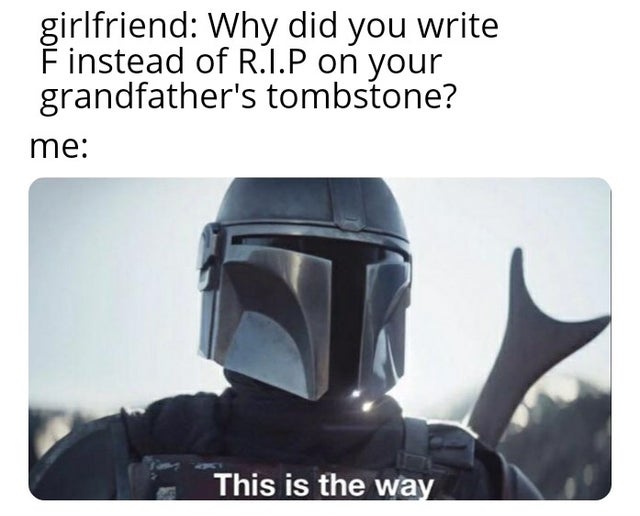 girlfriend: Why did you write
F instead of R.I.P on your
grandfather's tombstone?
me:
This is the way